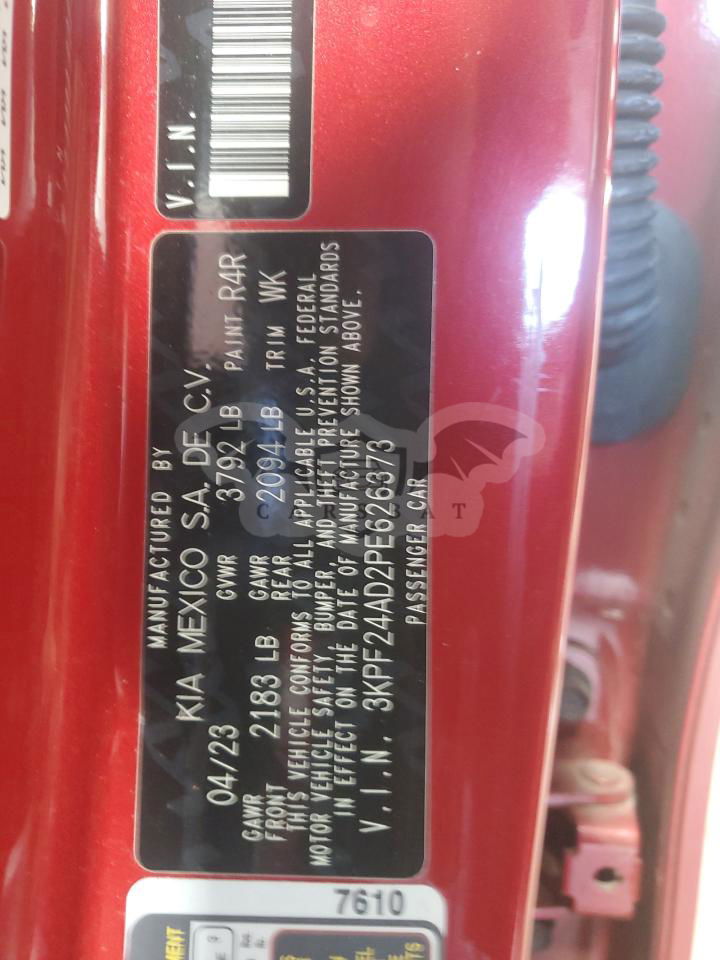 MANUFACTURED BY
KIA MEXICO S.A. DE C.V.
04/23 GVWR 3792 LB PAINT R4R
GAWR FRONT 2183 LB GAWR REAR 2094 LB TRIM WK
THIS VEHICLE CONFORMS TO ALL APPLICABLE U.S.A. FEDERAL
MOTOR VEHICLE SAFETY, BUMPER, AND THEFT PREVENTION STANDARDS
IN EFFECT ON THE DATE OF MANUFACTURE SHOWN ABOVE.
V.I.N. 3KPF24AD2PE626373
PASSENGER CAR
V.I.N.
7610
CARSBAT